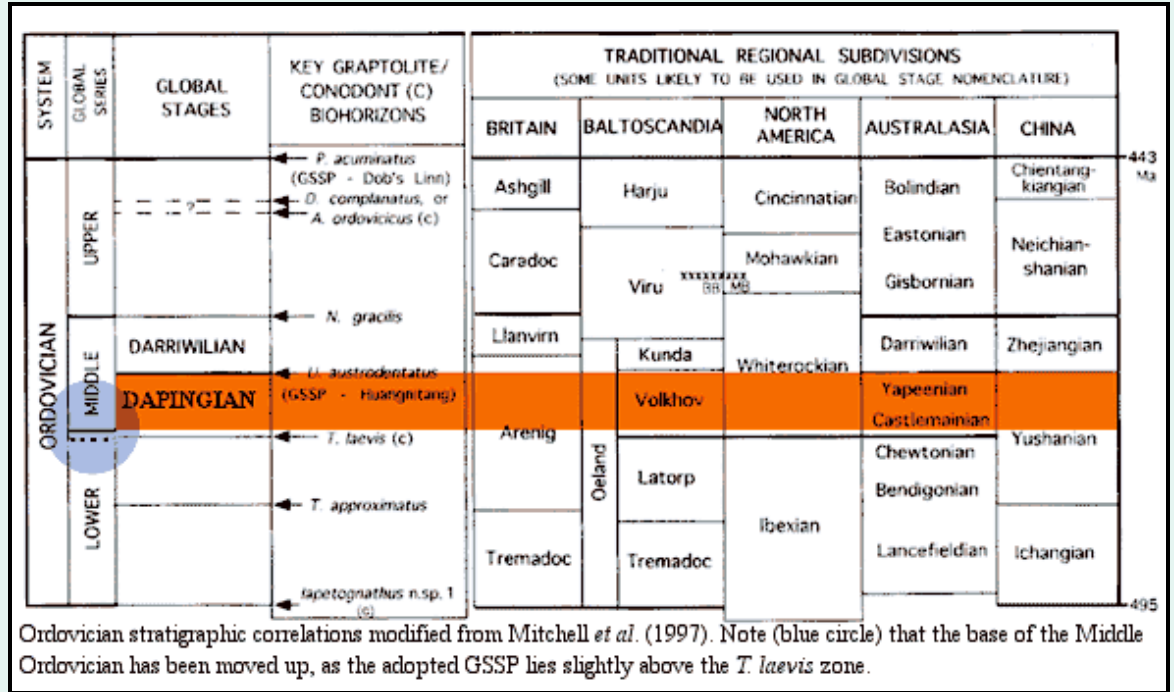 TRADITIONAL REGIONAL SUBDIVISIONS
(SOME UNITS LIKELY TO BE USED IN GLOBAL STAGE NOMENCLATURE)
SYSTEM
GLOBAL
SERIES
GLOBAL
STAGES
KEY GRAPTOLITE/
CONODONT (C)
BIOHORIZONS
BRITAIN
BALTOSCANDIA
NORTH
AMERICA
AUSTRALASIA
CHINA
ORDOVICIAN
UPPER
MIDDLE
LOWER
?
DARRIWILIAN
DAPINGIAN
P. acuminatus
(GSSP - Dob's Linn)
D. complanatus, or
A. ordovicicus (c)
N. gracilis
U. austrodentatus
(GSSP - Huangnitang)
T. laevis (c)
T. approximatus
Iapetognathus n.sp. 1
(c)
Ashgill
Caradoc
Llanvirn
Arenig
Tremadoc
Harju
Viru
Oeland
Kunda
Volkhov
Latorp
Tremadoc
xxxxxxxxx
BB MB
Cincinnatian
Mohawkian
Whiterockian
Ibexian
Bolindian
Eastonian
Gisbornian
Darriwilian
Yapeenian
Castlemainian
Chewtonian
Bendigonian
Lancefieldian
Chientang-
kiangian
Neichian-
shanian
Zhejiangian
Yushanian
Ichangian
443
Ma
495
Ordovician stratigraphic correlations modified from Mitchell et al. (1997). Note (blue circle) that the base of the Middle
Ordovician has been moved up, as the adopted GSSP lies slightly above the T. laevis zone.